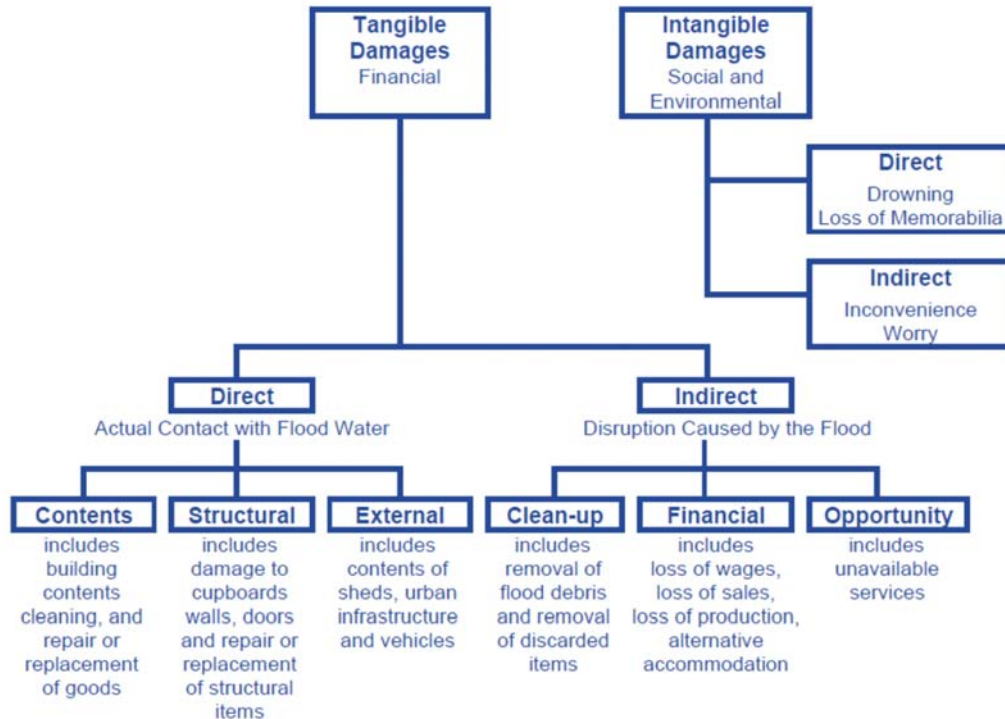 Tangible
Damages
Financial
Intangible
Damages
Social and
Environmental
Direct
Drowning
Loss of Memorabilia
Indirect
Inconvenience
Worry
Direct
Actual Contact with Flood Water
Indirect
Disruption Caused by the Flood
Contents
includes
building
contents
cleaning, and
repair or
replacement
of goods
Structural
includes
damage to
cupboards
walls, doors
and repair or
replacement
of structural
items
External
includes
contents of
sheds, urban
infrastructure
and vehicles
Clean-up
includes
removal of
flood debris
and removal
of discarded
items
Financial
includes
loss of wages,
loss of sales,
loss of production,
alternative
accommodation
Opportunity
includes
unavailable
services